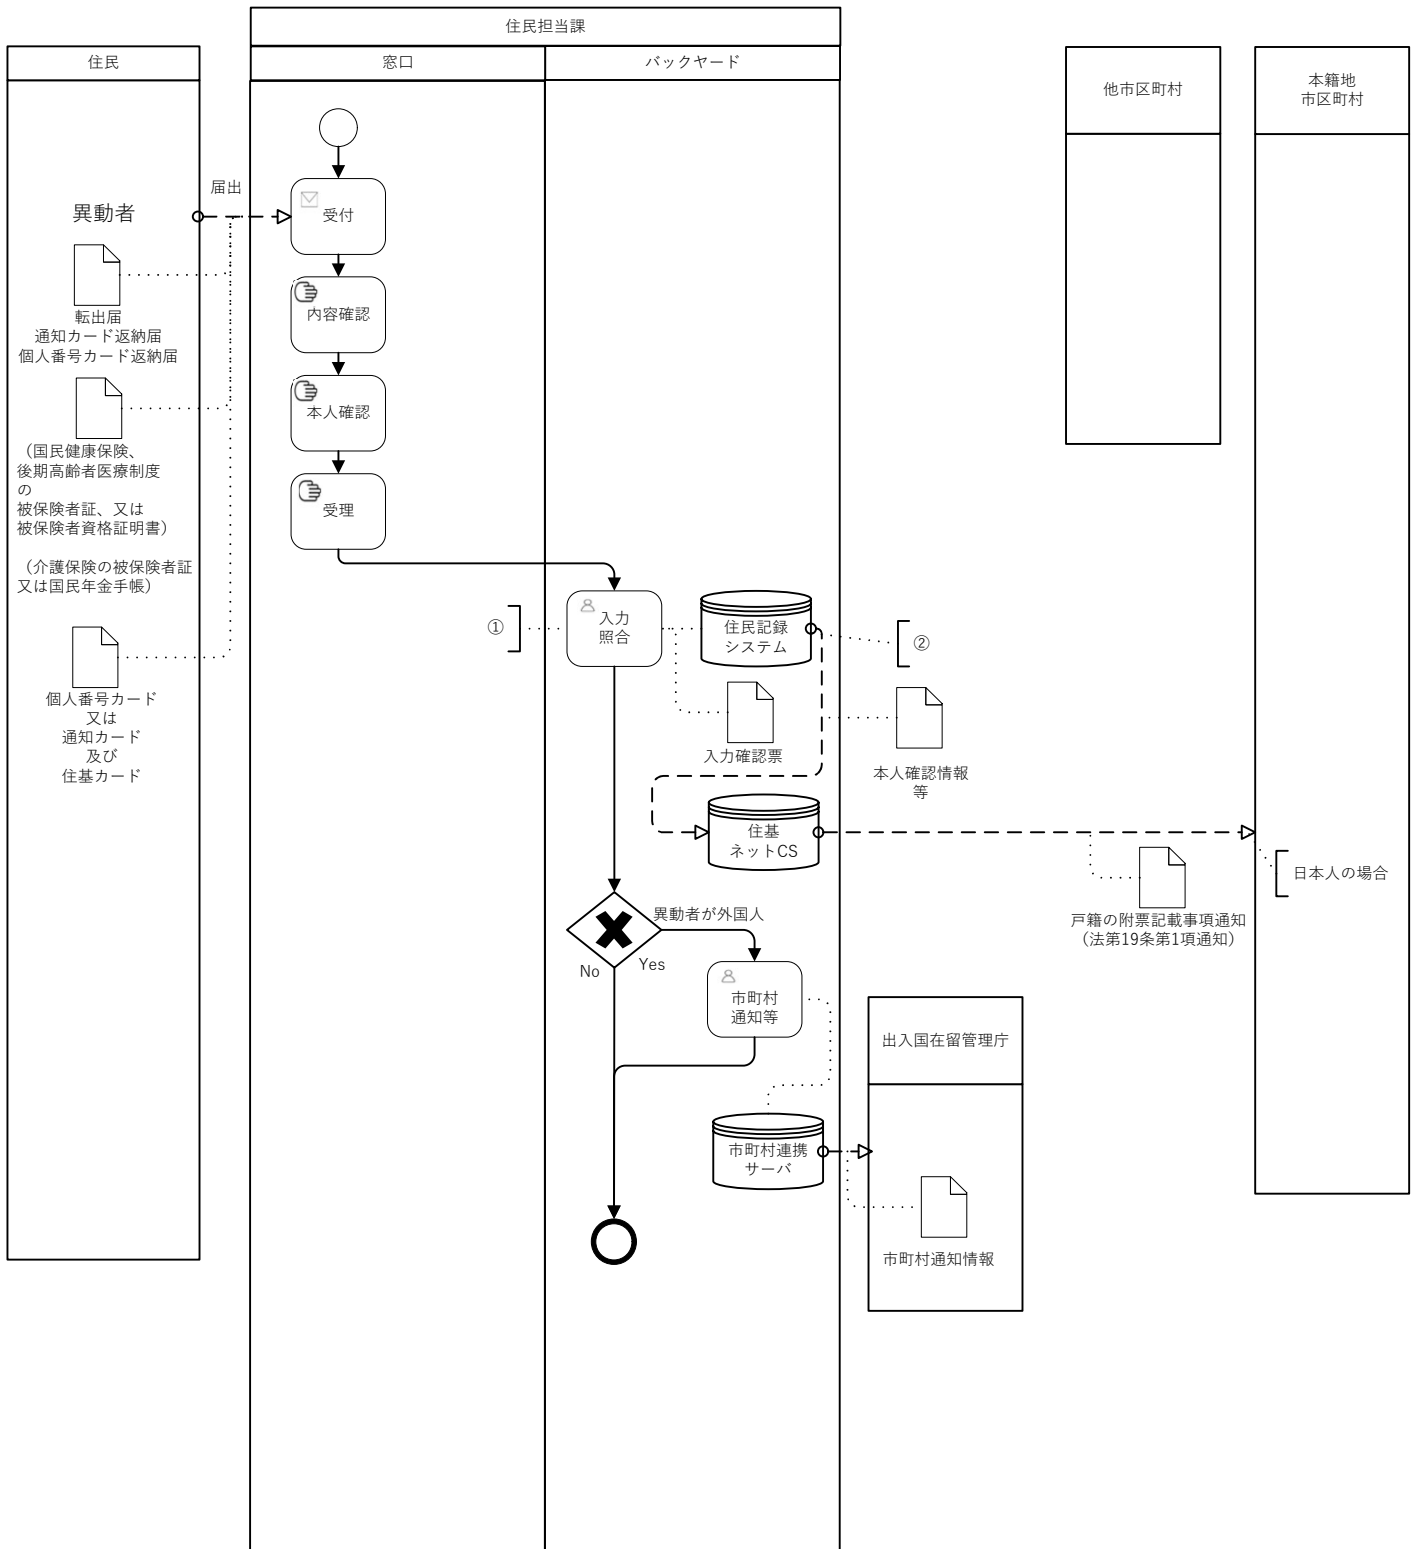 住民担当課
住民
窓口
バックヤード
他市区町村
本籍地
市区町村
届出
異動者
受付
転出届
通知カード返納届
個人番号カード返納届
内容確認
本人確認
（国民健康保険、
後期高齢者医療制度
の
被保険者証、又は
被保険者資格証明書）
（介護保険の被保険者証
又は国民年金手帳）
受理
①
入力
照合
住民記録
システム
②
個人番号カード
又は
通知カード
及び
住基カード
入力確認票
本人確認情報
等
住基
ネットCS
日本人の場合
戸籍の附票記載事項通知
（法第19条第1項通知）
異動者が外国人
No
Yes
市町村
通知等
出入国在留管理庁
市町村連携
サーバ
市町村通知情報